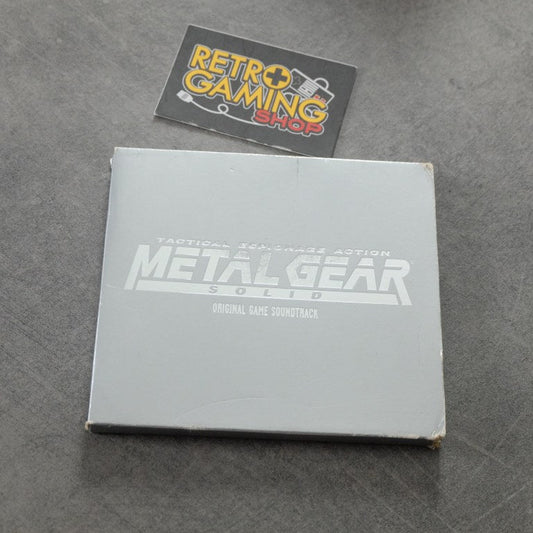 RETRO
GAMING
SHOP
TACTICAL ESPIONAGE ACTION
METAL GEAR
SOLID
ORIGINAL GAME SOUNDTRACK